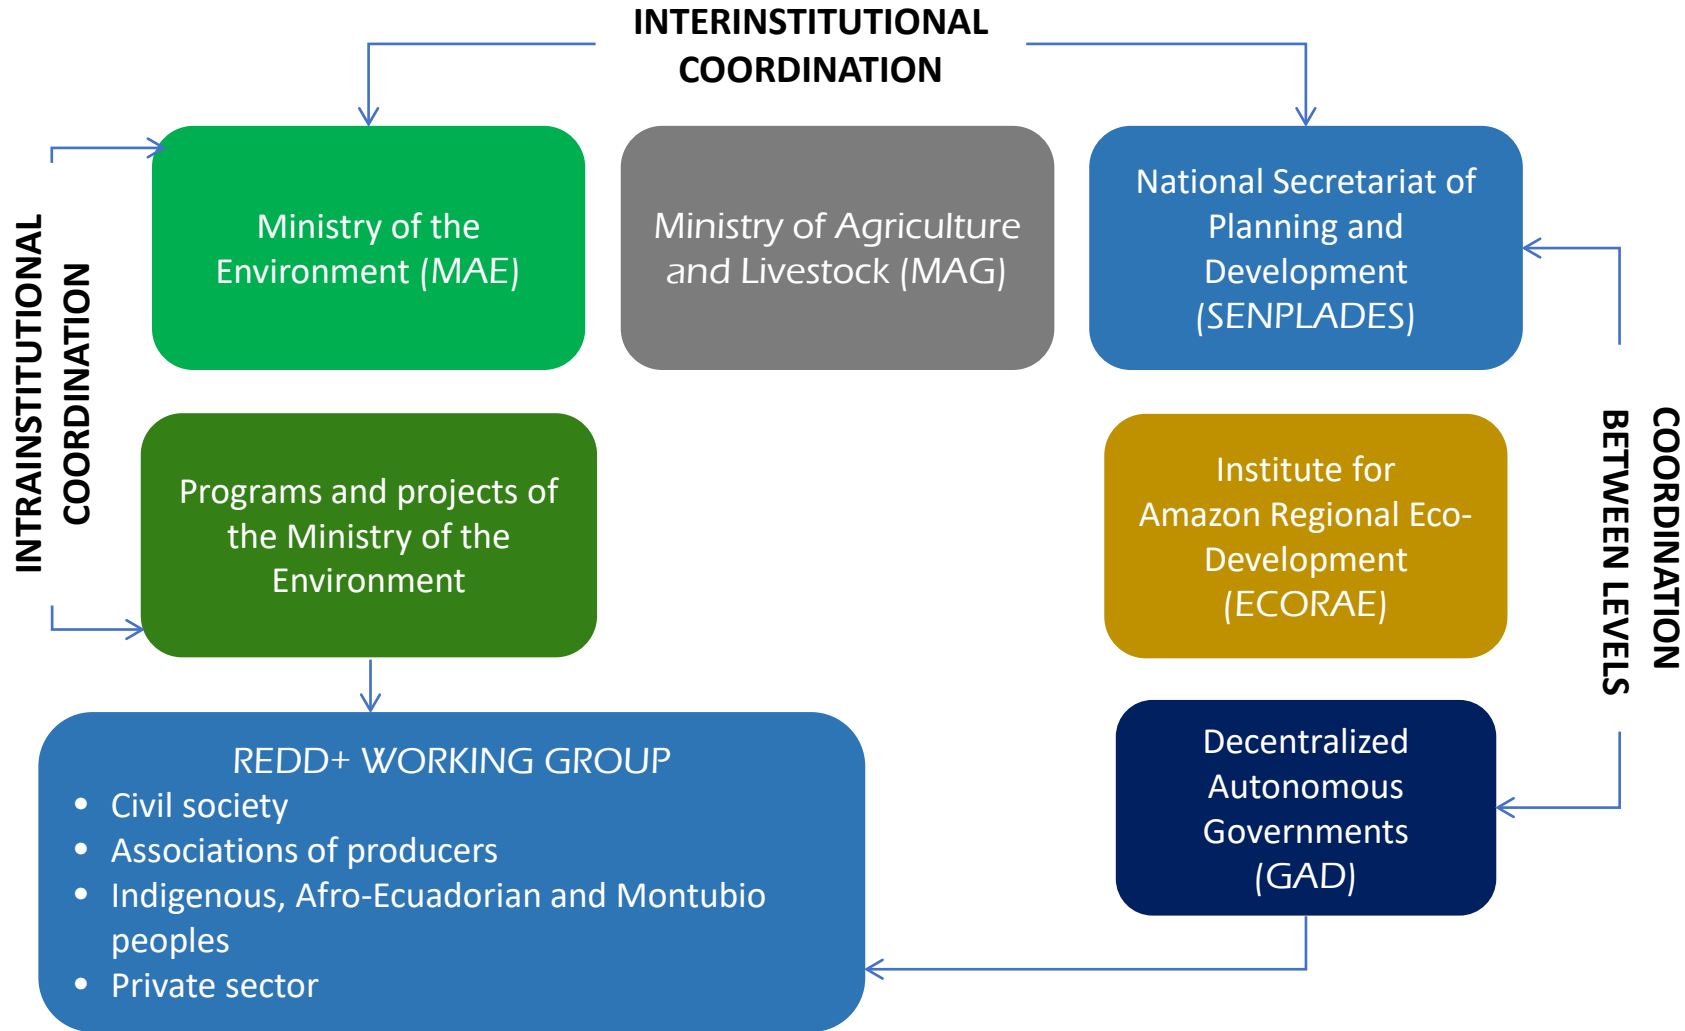 INTERINSTITUTIONAL
COORDINATION
INTRAINSTITUTIONAL
COORDINATION
Ministry of the
Environment (MAE)
Ministry of Agriculture
and Livestock (MAG)
National Secretariat of
Planning and
Development
(SENPLADES)
COORDINATION
BETWEEN LEVELS
Programs and projects of
the Ministry of the
Environment
Institute for
Amazon Regional Eco-
Development
(ECORAE)
REDD+ WORKING GROUP
• Civil society
• Associations of producers
• Indigenous, Afro-Ecuadorian and Montubio
peoples
• Private sector
Decentralized
Autonomous
Governments
(GAD)